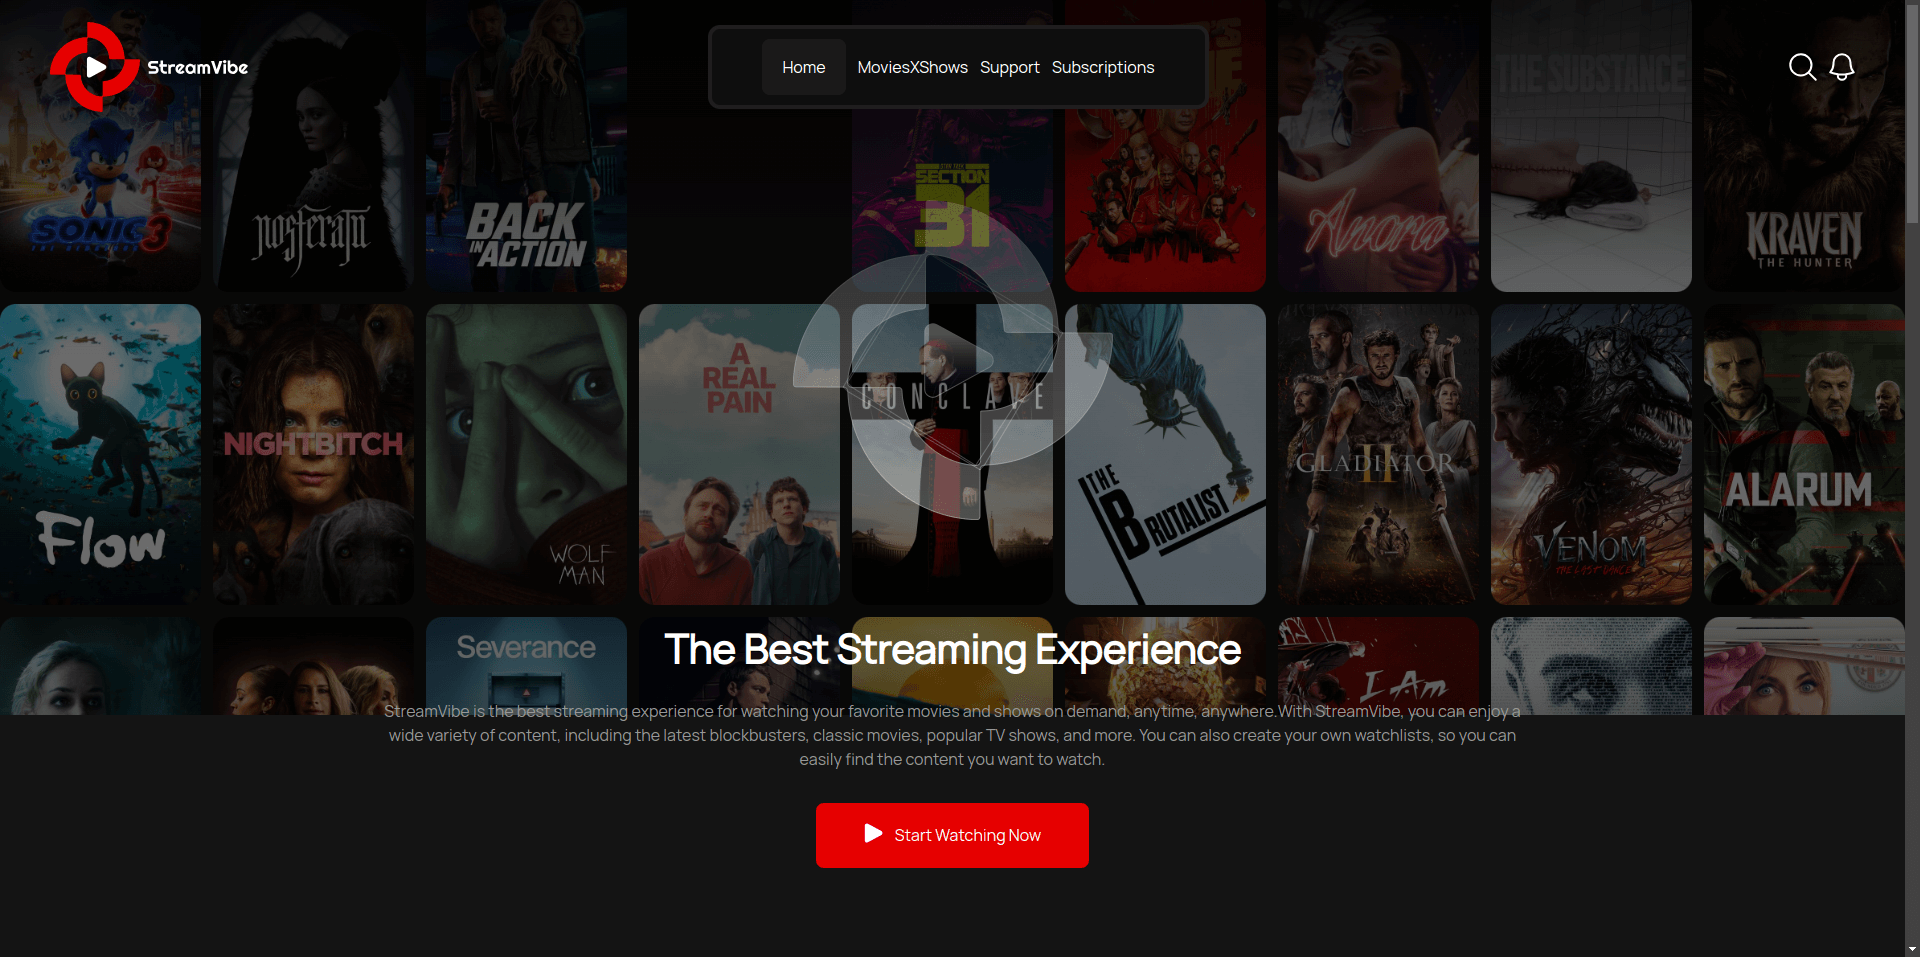 StreamVibe
Home MoviesXShows Support Subscriptions
THE SUBSTANCE
SONIC 3
nosferatu
BACK
IN ACTION
STAR TREK
SECTION
31
Anora
KRAVEN
THE HUNTER
Flow
NIGHTBITCH
WOLF
MAN
A
REAL
PAIN
CONCLAVE
THE
BRUTALIST
GLADIATOR
II
VENOM
THE LAST DANCE
ALARUM
Severance
I Am
The Best Streaming Experience
StreamVibe is the best streaming experience for watching your favorite movies and shows on demand, anytime, anywhere.With StreamVibe, you can enjoy a
wide variety of content, including the latest blockbusters, classic movies, popular TV shows, and more. You can also create your own watchlists, so you can
easily find the content you want to watch.
Start Watching Now